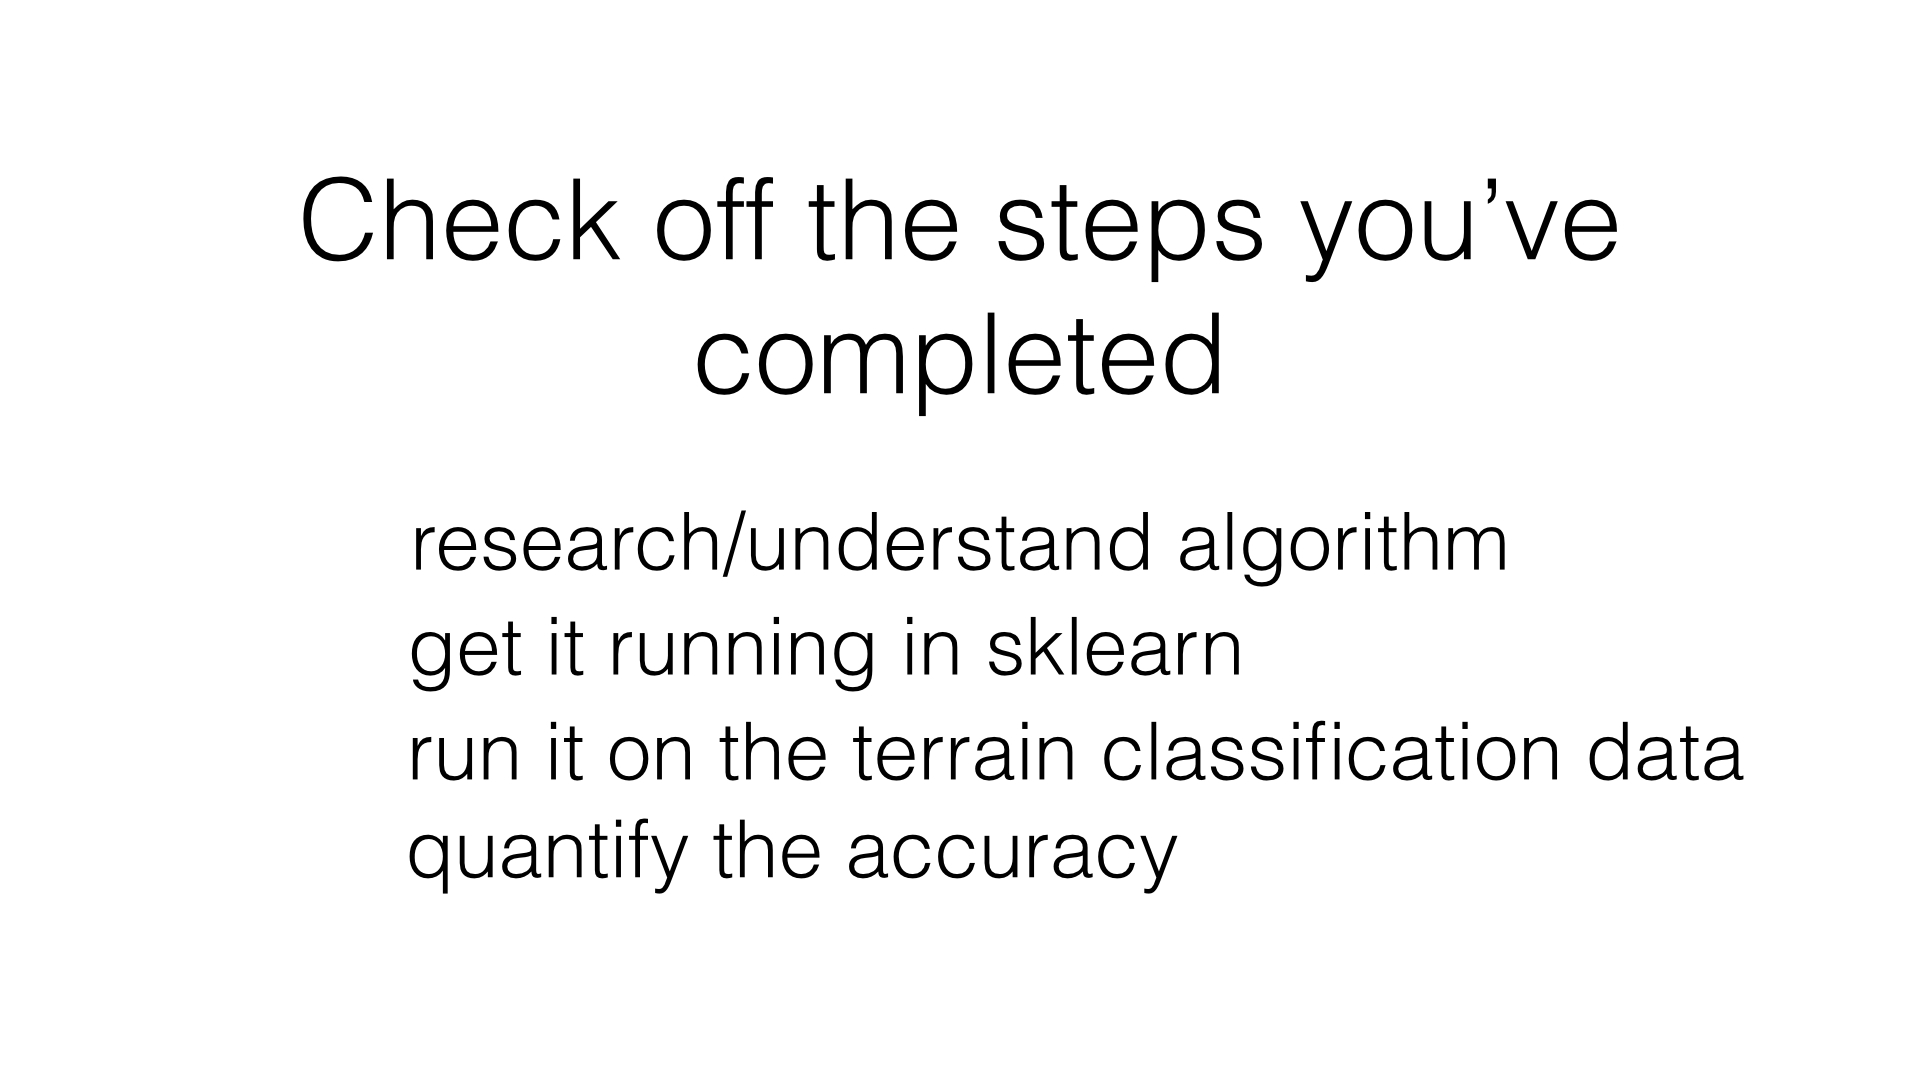 Check off the steps you’ve
completed
research/understand algorithm
get it running in sklearn
run it on the terrain classification data
quantify the accuracy